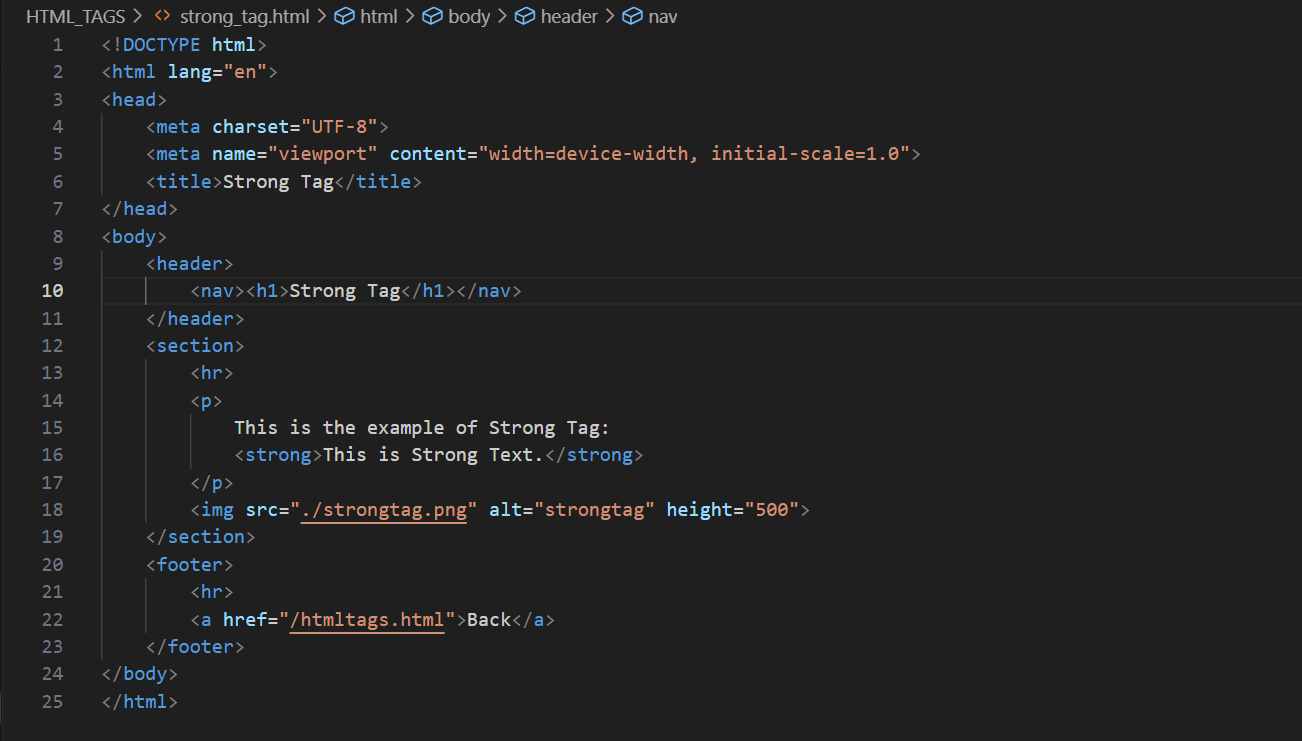 HTML_TAGS > <> strong_tag.html > html > body > header > nav
1 <!DOCTYPE html>
2 <html lang="en">
3 <head>
4     <meta charset="UTF-8">
5     <meta name="viewport" content="width=device-width, initial-scale=1.0">
6     <title>Strong Tag</title>
7 </head>
8 <body>
9     <header>
10         <nav><h1>Strong Tag</h1></nav>
11     </header>
12     <section>
13         <hr>
14         <p>
15             This is the example of Strong Tag:
16             <strong>This is Strong Text.</strong>
17         </p>
18         <img src="./strongtag.png" alt="strongtag" height="500">
19     </section>
20     <footer>
21         <hr>
22         <a href="/htmltags.html">Back</a>
23     </footer>
24 </body>
25 </html>